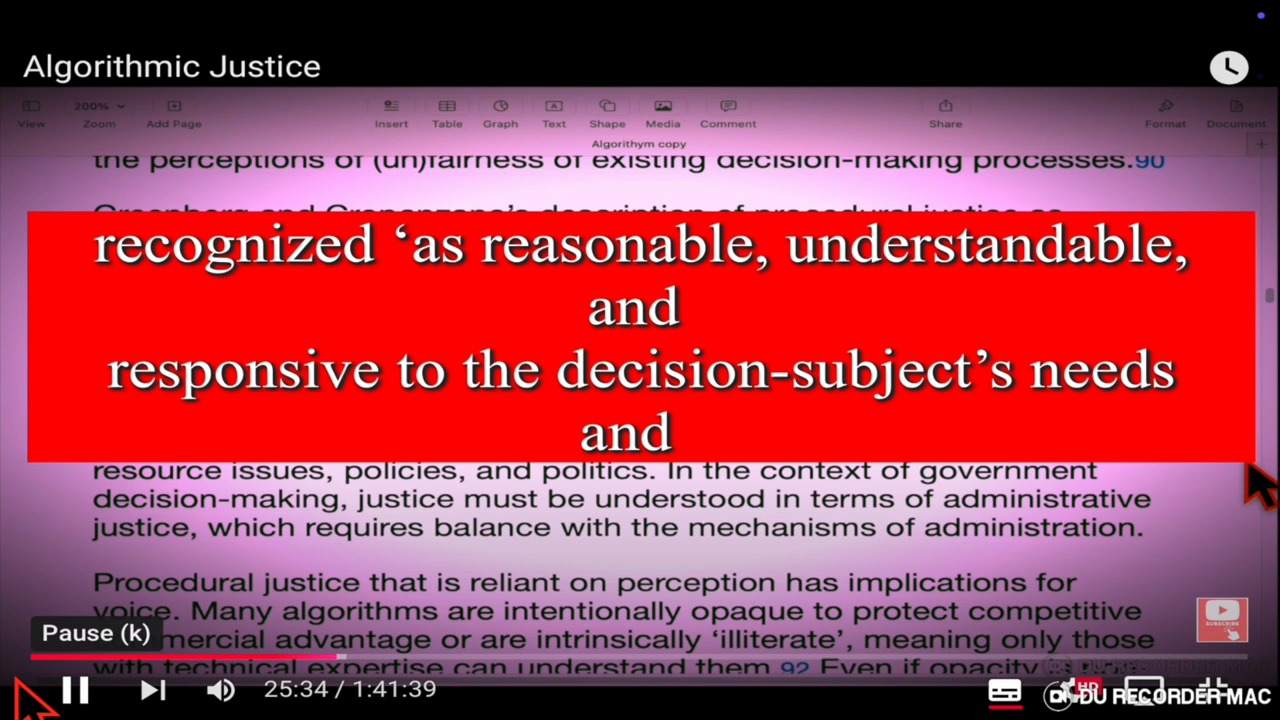 Algorithmic Justice
200%
View
Zoom
Add Page
Insert
Table
Graph
Text
Shape
Media
Comment
Share
Format
Document
Algorithym copy
the perceptions of (un)fairness of existing decision-making processes.90
recognized ‘as reasonable, understandable,
and
responsive to the decision-subject’s needs
and
resource issues, policies, and politics. In the context of government
decision-making, justice must be understood in terms of administrative
justice, which requires balance with the mechanisms of administration.
Procedural justice that is reliant on perception has implications for
voice. Many algorithms are intentionally opaque to protect competitive
commercial advantage or are intrinsically ‘illiterate’, meaning only those
with technical expertise can understand them.92 Even if opacity
SUBSCRIBE
Pause (k)
25:34 / 1:41:39
HD
DU RECORDER MAC